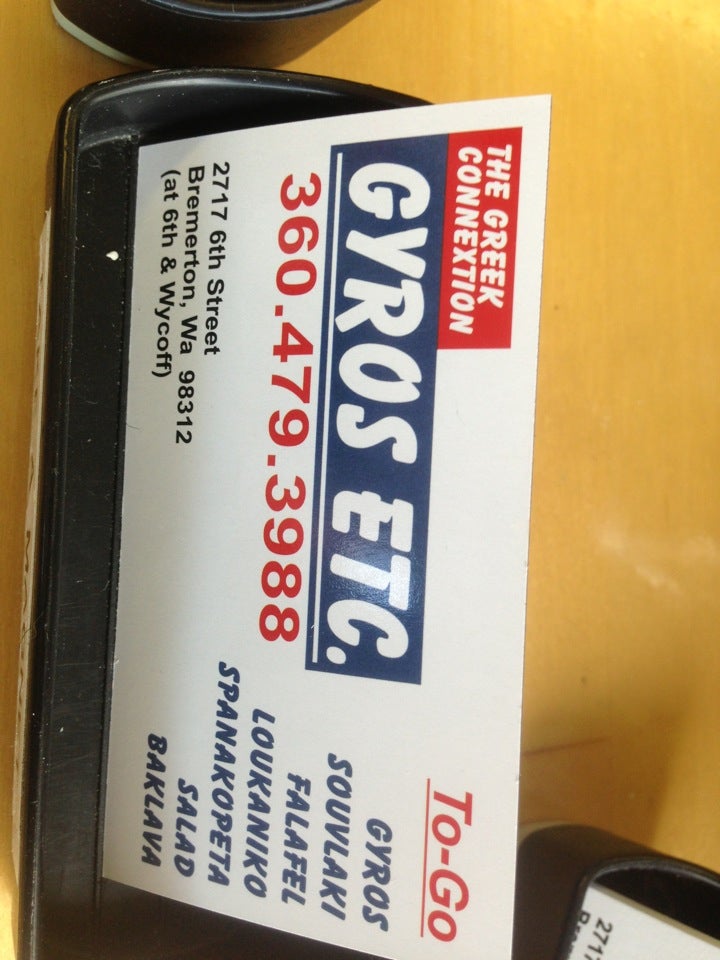 THE GREEK
CONNEXTION
GYROS ETC.
360.479.3988
2717 6th Street
Bremerton, Wa 98312
(at 6th & Wycoff)
To-Go
GYROS
SOUVLAKI
FALAFEL
LOUKANIKO
SPANAKOPETA
SALAD
BAKLAVA